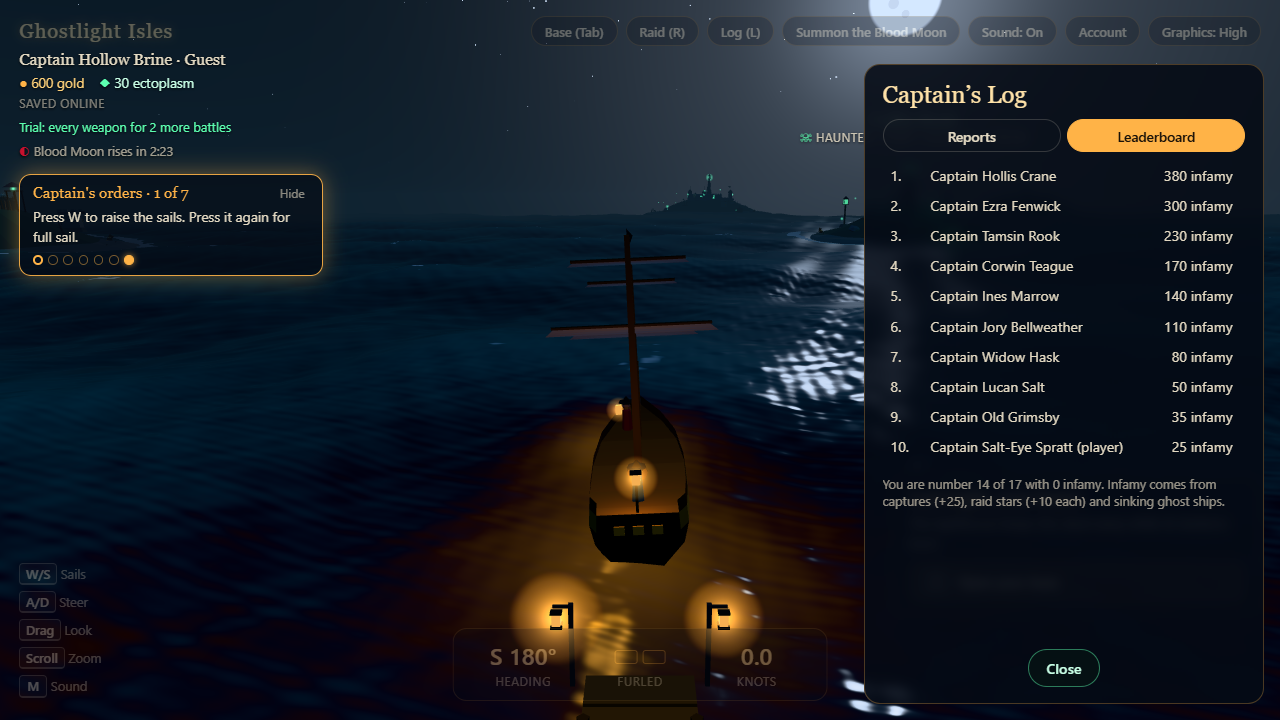 Ghostlight Isles
Captain Hollow Brine · Guest
600 gold 30 ectoplasm
SAVED ONLINE
Trial: every weapon for 2 more battles
Blood Moon rises in 2:23
Captain's orders · 1 of 7 Hide
Press W to raise the sails. Press it again for
full sail.
Base (Tab) Raid (R) Log (L) Summon the Blood Moon Sound: On Account Graphics: High
HAUNTE
Captain's Log
Reports Leaderboard
1. Captain Hollis Crane 380 infamy
2. Captain Ezra Fenwick 300 infamy
3. Captain Tamsin Rook 230 infamy
4. Captain Corwin Teague 170 infamy
5. Captain Ines Marrow 140 infamy
6. Captain Jory Bellweather 110 infamy
7. Captain Widow Hask 80 infamy
8. Captain Lucan Salt 50 infamy
9. Captain Old Grimsby 35 infamy
10. Captain Salt-Eye Spratt (player) 25 infamy
You are number 14 of 17 with 0 infamy. Infamy comes from
captures (+25), raid stars (+10 each) and sinking ghost ships.
Close
W/S Sails
A/D Steer
Drag Look
Scroll Zoom
M Sound
S 180° 0.0
HEADING FURLED KNOTS